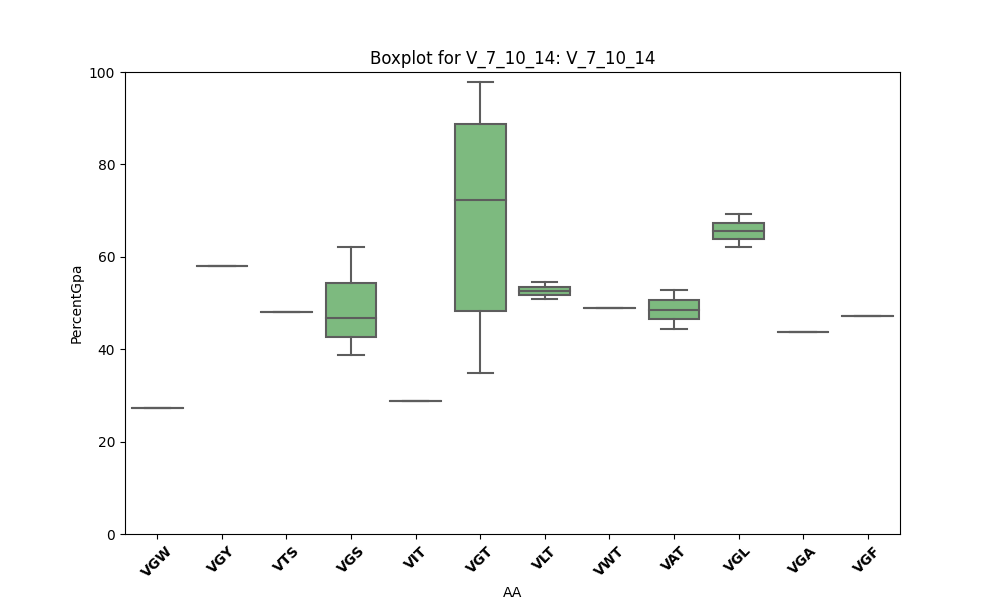 Boxplot for V_7_10_14: V_7_10_14
100
80
60
40
20
0
PercentGpa
VGW VGY VTS VGS VIT VGT VLT VWT VAT VGL VGA VGF
AA